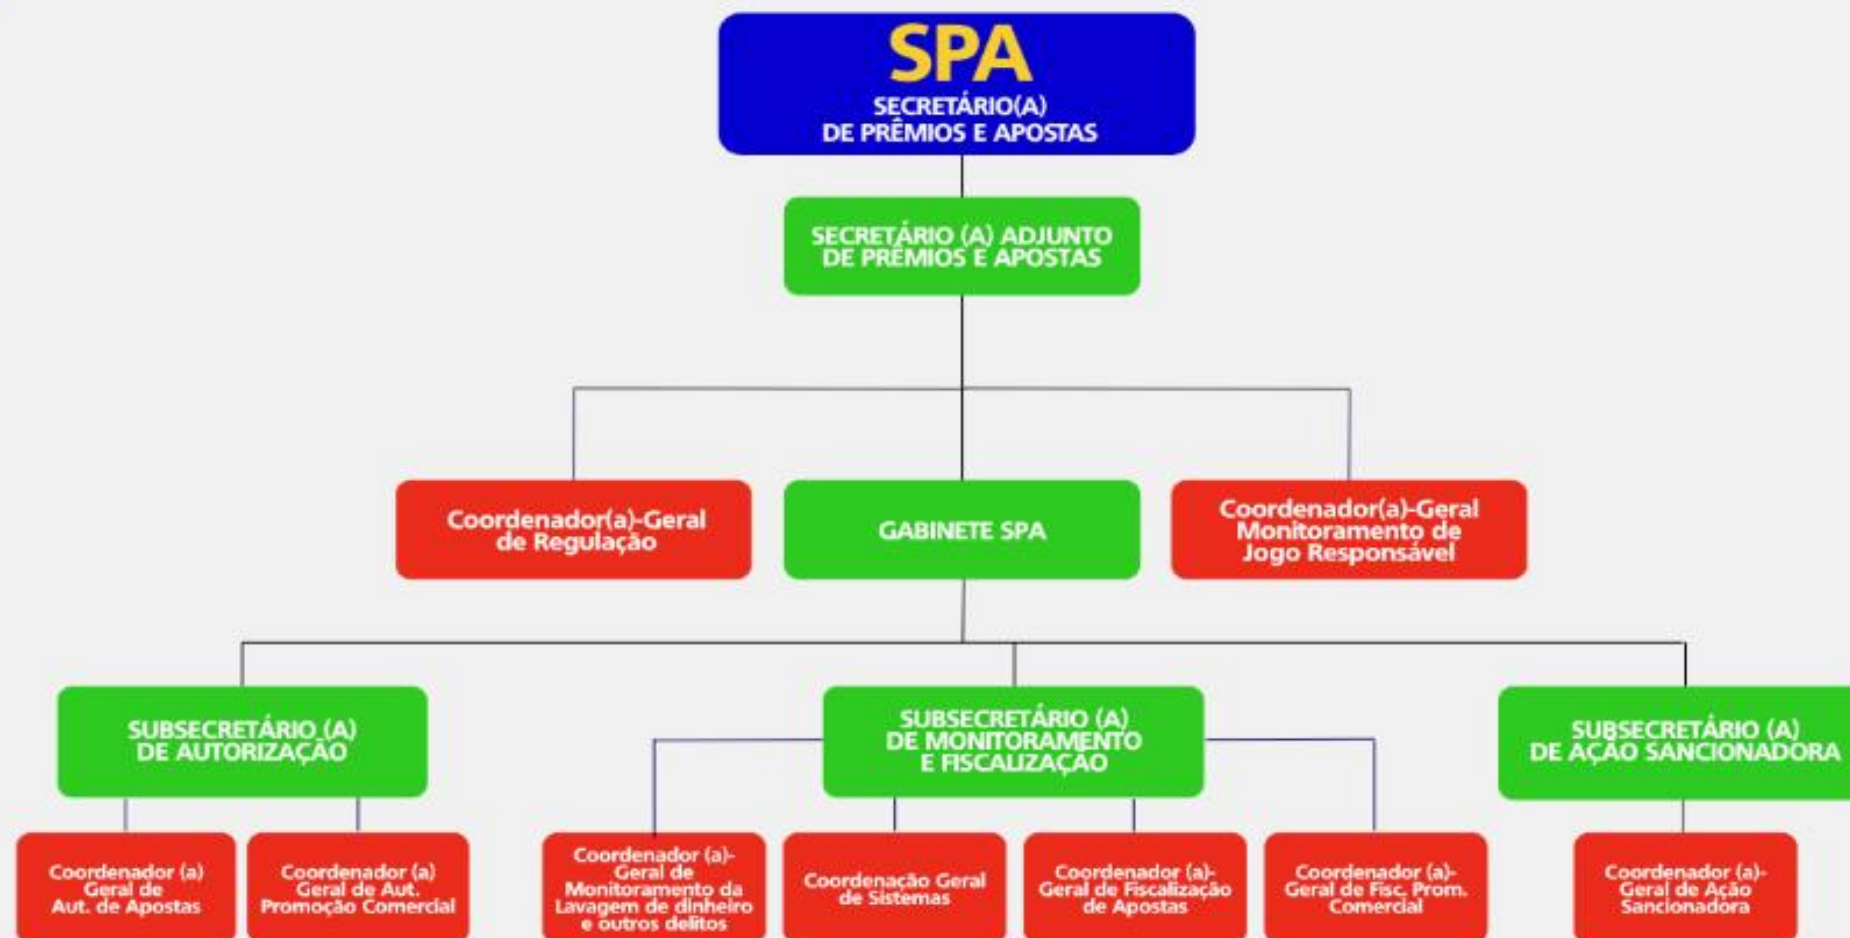 SPA
SECRETÁRIO(A)
DE PRÊMIOS E APOSTAS
SECRETÁRIO (A) ADJUNTO
DE PRÊMIOS E APOSTAS
Coordenador(a)-Geral
de Regulação
GABINETE SPA
Coordenador(a)-Geral
Monitoramento de
Jogo Responsável
SUBSECRETÁRIO (A)
DE AUTORIZAÇÃO
SUBSECRETÁRIO (A)
DE MONITORAMENTO
E FISCALIZAÇÃO
SUBSECRETÁRIO (A)
DE AÇÃO SANCIONADORA
Coordenador (a)
Geral de
Aut. de Apostas
Coordenador (a)
Geral de Aut.
Promoção Comercial
Coordenador (a)-
Geral de
Monitoramento da
Lavagem de dinheiro
e outros delitos
Coordenação Geral
de Sistemas
Coordenador (a)-
Geral de Fiscalização
de Apostas
Coordenador (a)-
Geral de Fisc. Prom.
Comercial
Coordenador (a)-
Geral de Ação
Sancionadora